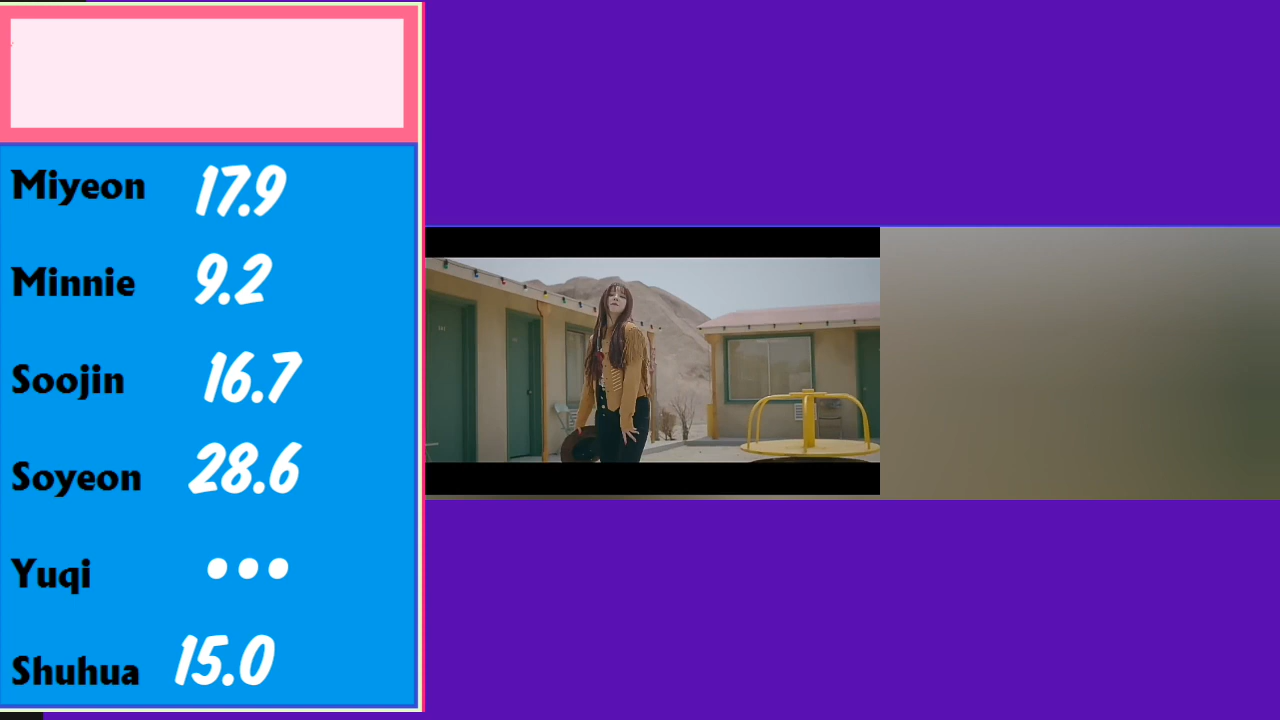 Miyeon 17.9
Minnie 9.2
Soojin 16.7
Soyeon 28.6
Yuqi •••
Shuhua 15.0